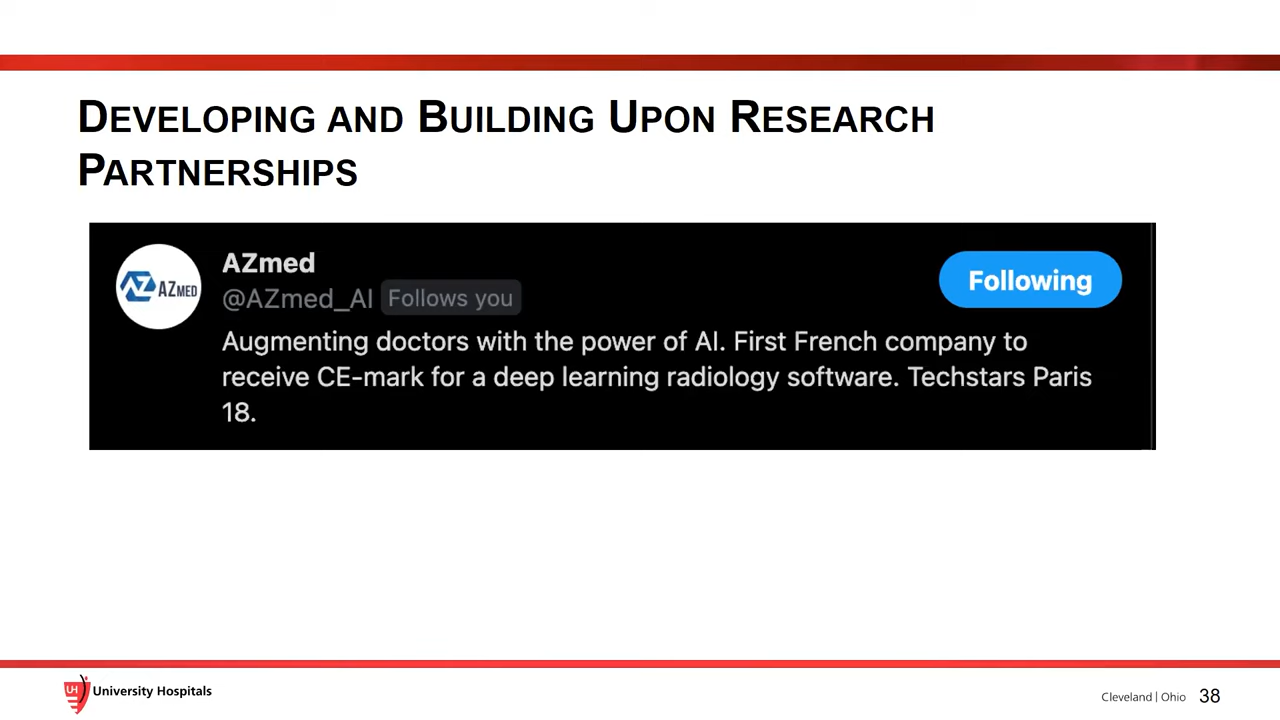 DEVELOPING AND BUILDING UPON RESEARCH
PARTNERSHIPS
AZMED
AZmed
@AZmed_AI Follows you
Following
Augmenting doctors with the power of AI. First French company to
receive CE-mark for a deep learning radiology software. Techstars Paris
18.
UH University Hospitals
Cleveland | Ohio 38